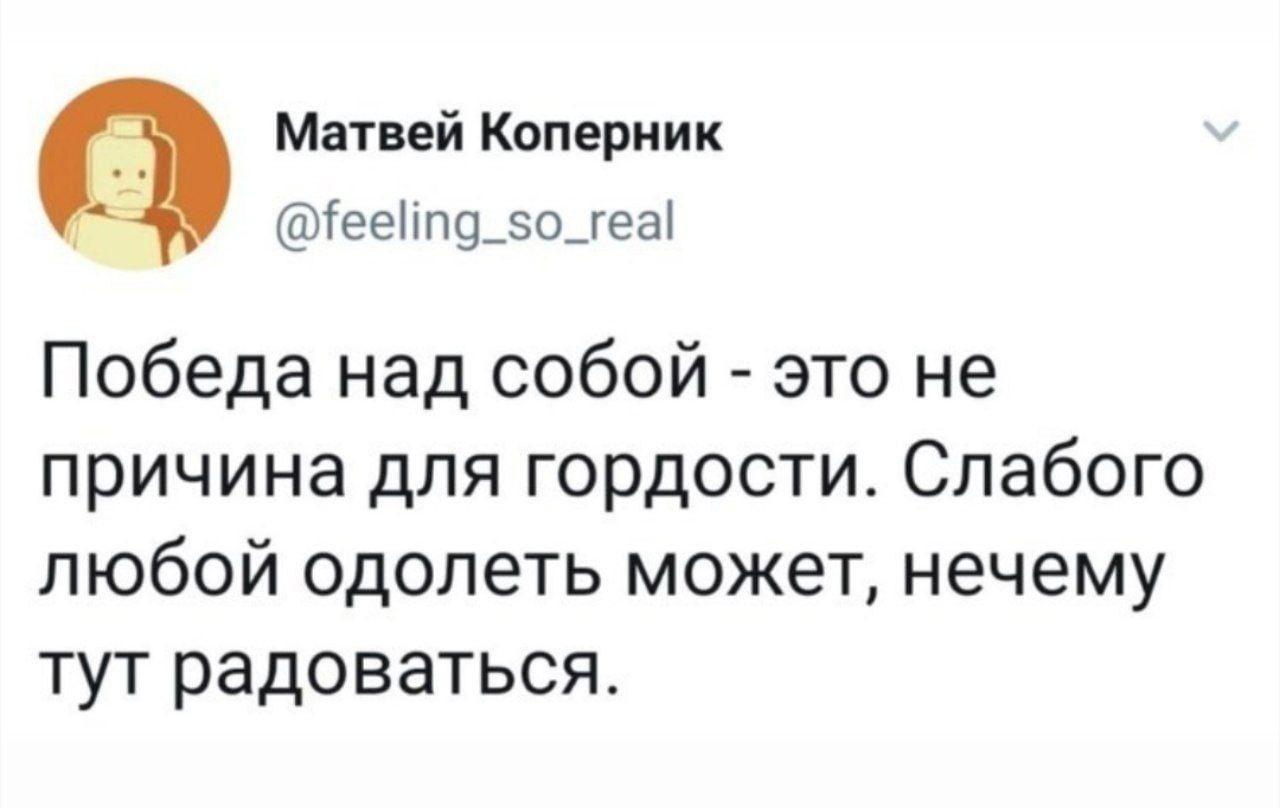 Матвей Коперник
@feeling_so_real
Победа над собой - это не
причина для гордости. Слабого
любой одолеть может, нечему
тут радоваться.